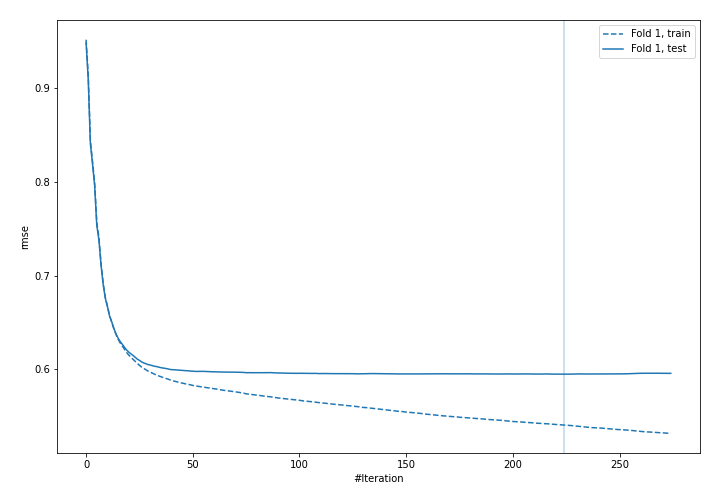 Fold 1, train
Fold 1, test
0.9
0.8
0.7
0.6
rmse
0 50 100 150 200 250
#Iteration